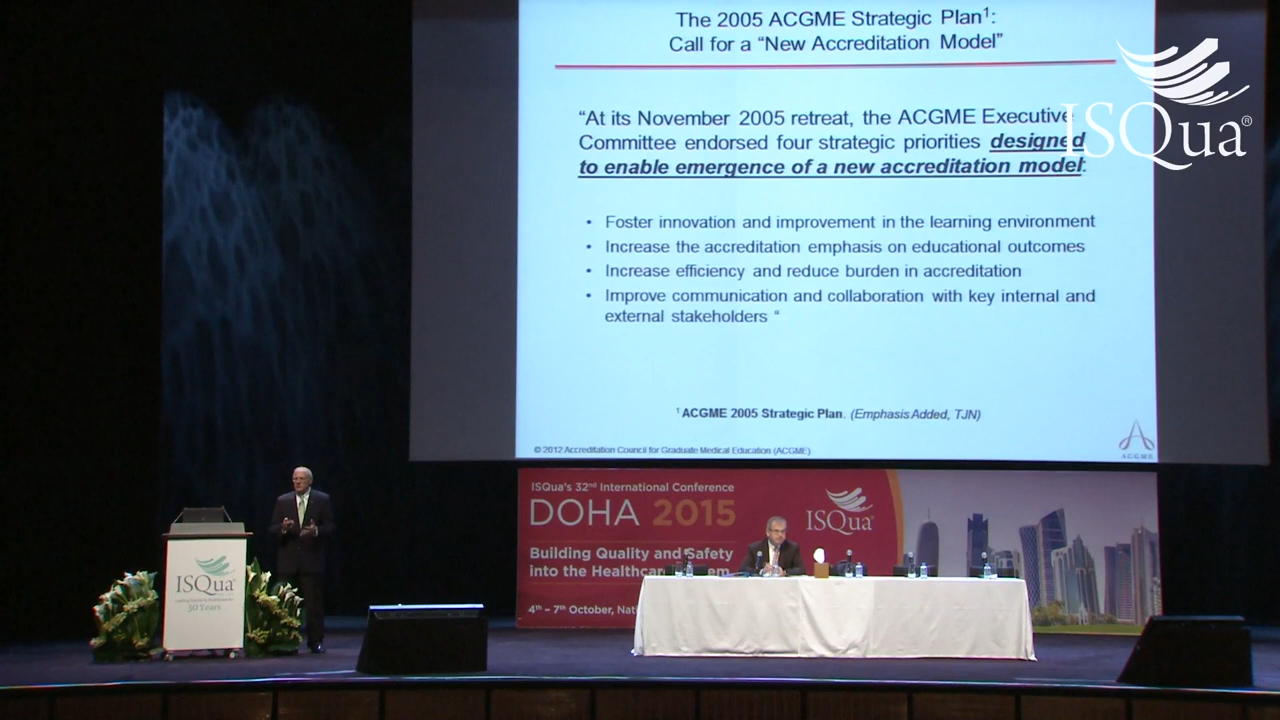 The 2005 ACGME Strategic Plan¹:
Call for a “New Accreditation Model”
“At its November 2005 retreat, the ACGME Executive
Committee endorsed four strategic priorities designed
to enable emergence of a new accreditation model:
• Foster innovation and improvement in the learning environment
• Increase the accreditation emphasis on educational outcomes
• Increase efficiency and reduce burden in accreditation
• Improve communication and collaboration with key internal and
external stakeholders “
¹ ACGME 2005 Strategic Plan. (Emphasis Added, TJN)
© 2012 Accreditation Council for Graduate Medical Education (ACGME)
ACGME
ISQua®
ISQua's 32nd International Conference
DOHA 2015
Building Quality and Safety
into the Healthcar em
4th – 7th October, Nat
ISQua
ISQua
30 Years